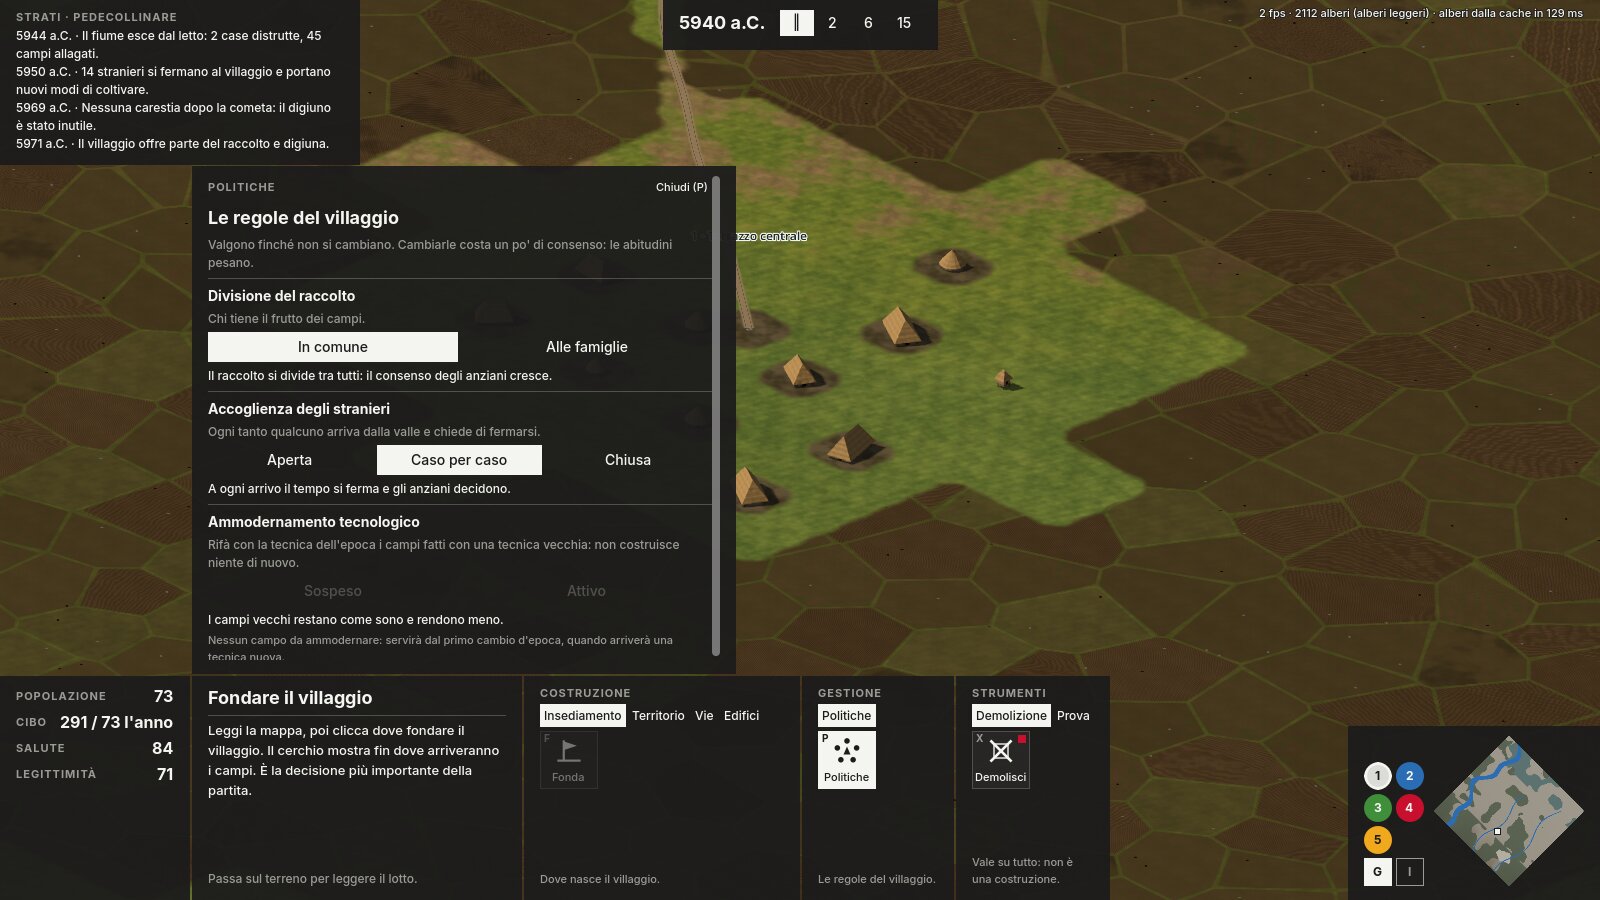 STRATI · PEDECOLLINARE
5944 a.C. · Il fiume esce dal letto: 2 case distrutte, 45
campi allagati.
5950 a.C. · 14 stranieri si fermano al villaggio e portano
nuovi modi di coltivare.
5969 a.C. · Nessuna carestia dopo la cometa: il digiuno
è stato inutile.
5971 a.C. · Il villaggio offre parte del raccolto e digiuna.
5940 a.C. 2 6 15
2 fps · 2112 alberi (alberi leggeri) · alberi dalla cache in 129 ms
centrale
POLITICHE
Chiudi (P)
Le regole del villaggio
Valgono finché non si cambiano. Cambiarle costa un po' di consenso: le abitudini
pesano.
Divisione del raccolto
Chi tiene il frutto dei campi.
In comune Alle famiglie
Il raccolto si divide tra tutti: il consenso degli anziani cresce.
Accoglienza degli stranieri
Ogni tanto qualcuno arriva dalla valle e chiede di fermarsi.
Aperta Caso per caso Chiusa
A ogni arrivo il tempo si ferma e gli anziani decidono.
Ammodernamento tecnologico
Rifà con la tecnica dell'epoca i campi fatti con una tecnica vecchia: non costruisce
niente di nuovo.
Sospeso Attivo
I campi vecchi restano come sono e rendono meno.
Nessun campo da ammodernare: servirà dal primo cambio d'epoca, quando arriverà una
tecnica nuova.
POPOLAZIONE 73
CIBO 291 / 73 l'anno
SALUTE 84
LEGITTIMITÀ 71
Fondare il villaggio
Leggi la mappa, poi clicca dove fondare il
villaggio. Il cerchio mostra fin dove arriveranno
i campi. È la decisione più importante della
partita.
Passa sul terreno per leggere il lotto.
COSTRUZIONE
Insediamento Territorio Vie Edifici
F
Fonda
Dove nasce il villaggio.
GESTIONE
Politiche
P
Politiche
Le regole del villaggio.
STRUMENTI
Demolizione Prova
X
Demolisci
Vale su tutto: non è
una costruzione.
1 2
3 4
5
G I